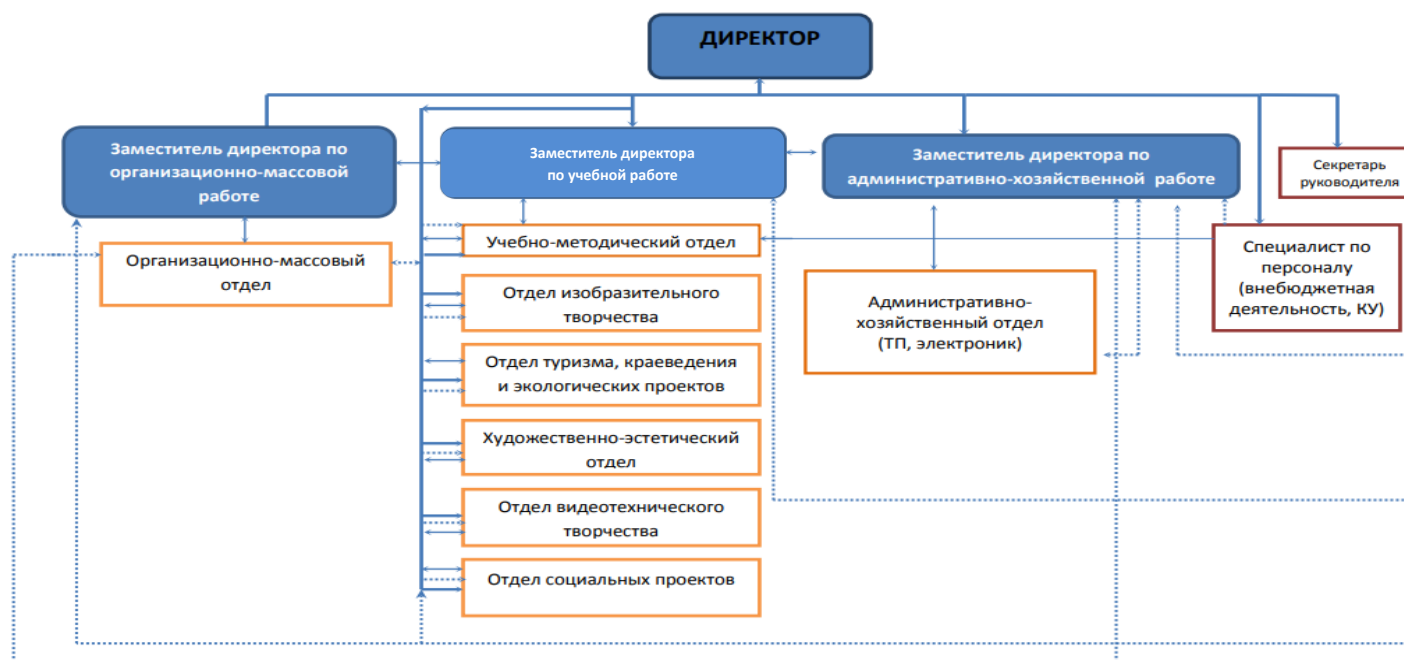 ДИРЕКТОР
Заместитель директора по
организационно-массовой
работе
Заместитель директора
по учебной работе
Заместитель директора по
административно-хозяйственной работе
Секретарь
руководителя
Организационно-массовый
отдел
Учебно-методический отдел
Отдел изобразительного
творчества
Отдел туризма, краеведения
и экологических проектов
Художественно-эстетический
отдел
Отдел видеотехнического
творчества
Отдел социальных проектов
Административно-
хозяйственный отдел
(ТП, электроник)
Специалист по
персоналу
(внебюджетная
деятельность, КУ)